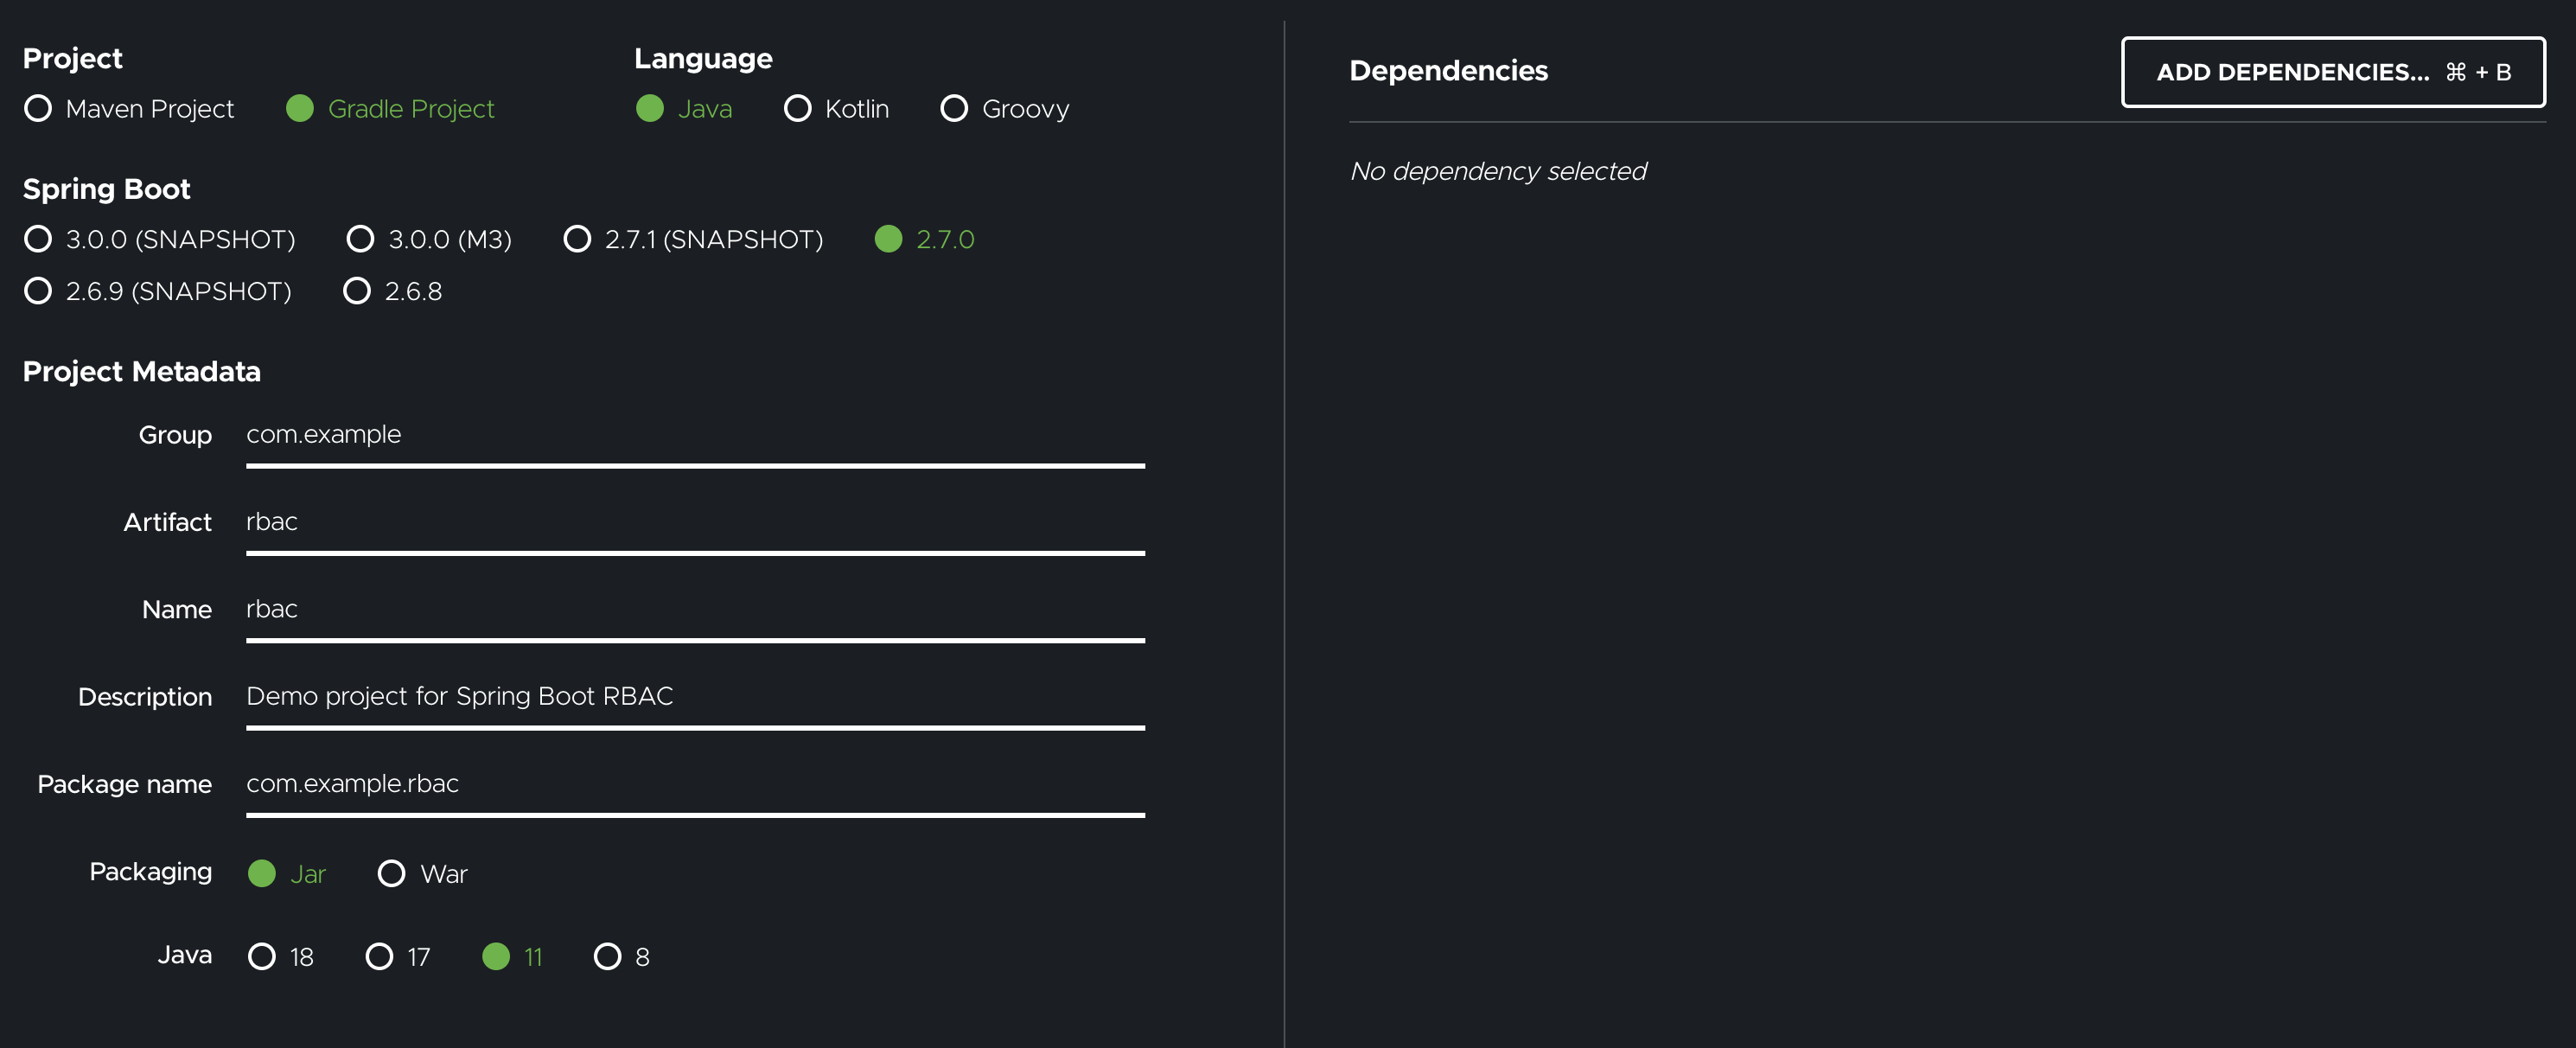 Project
Maven Project Gradle Project
Language
Java Kotlin Groovy
Spring Boot
3.0.0 (SNAPSHOT) 3.0.0 (M3) 2.7.1 (SNAPSHOT) 2.7.0
2.6.9 (SNAPSHOT) 2.6.8
Project Metadata
Group com.example
Artifact rbac
Name rbac
Description Demo project for Spring Boot RBAC
Package name com.example.rbac
Packaging Jar War
Java 18 17 11 8
Dependencies
ADD DEPENDENCIES... ⌘ + B
No dependency selected